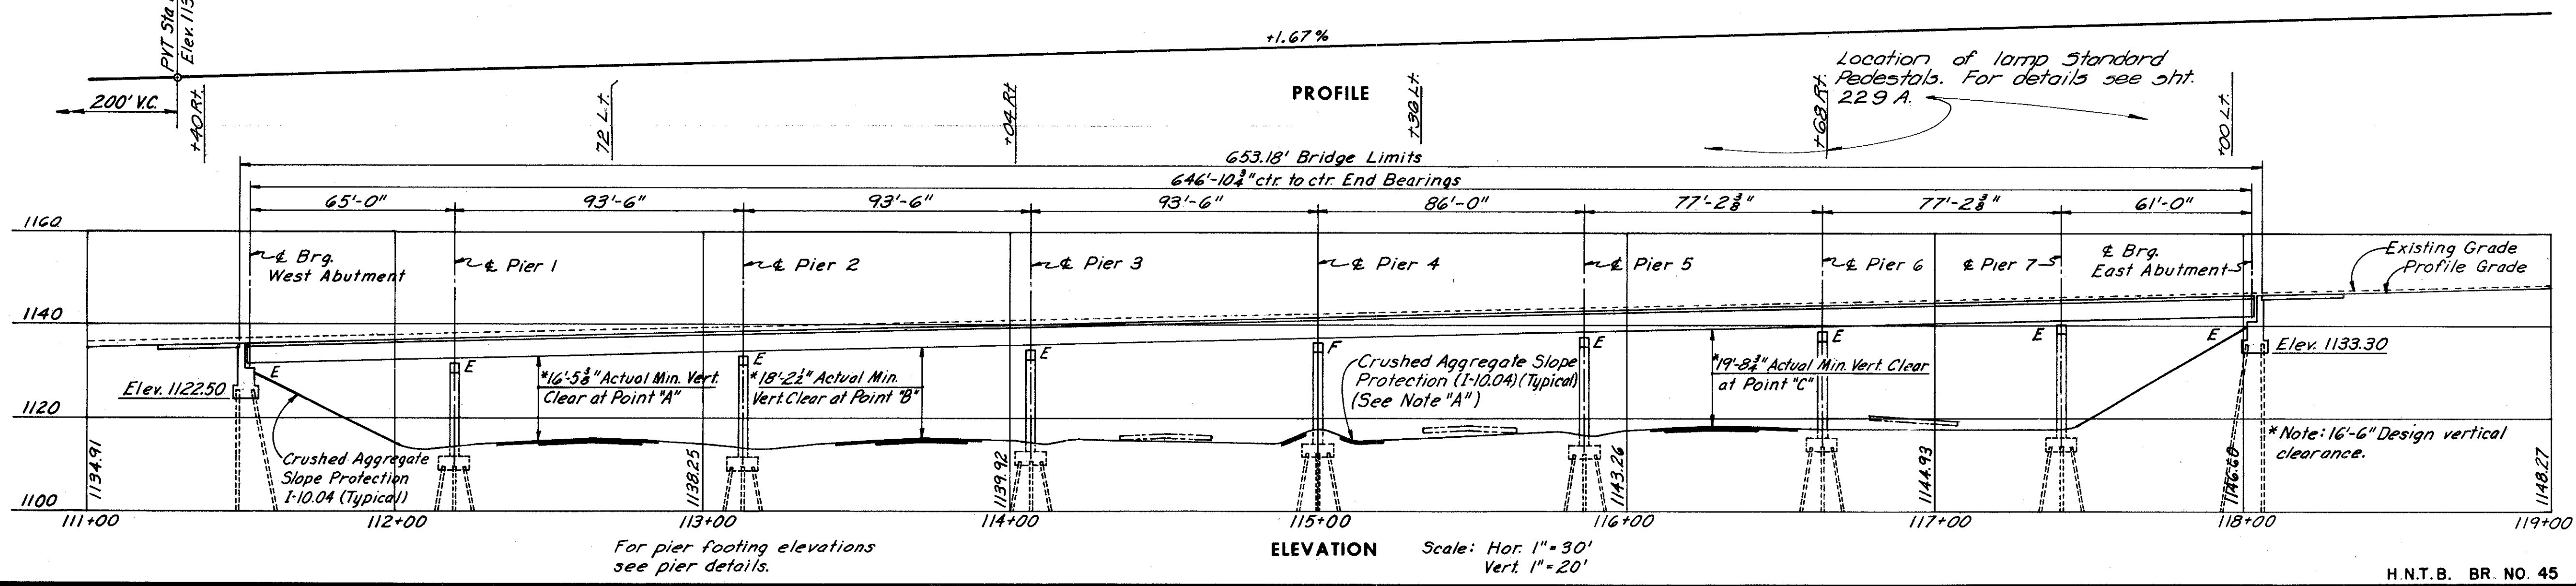 PVT Sta
Elev. 113
+1.67%
200' V.C.
+40 Rt.
72 Lt.
+04 Rt
PROFILE
+36 Lt.
+68 Rt.
Location of lamp Standard
Pedestals. For details see sht.
229 A.
+00 Lt.
653.18' Bridge Limits
646'-10¾" ctr. to ctr. End Bearings
65'-0"
93'-6"
93'-6"
93'-6"
86'-0"
77'-2⅜"
77'-2⅜"
61'-0"
1160
1140
1120
1100
℄ Brg.
West Abutment
℄ Pier 1
℄ Pier 2
℄ Pier 3
℄ Pier 4
℄ Pier 5
℄ Pier 6
℄ Pier 7
℄ Brg.
East Abutment
Existing Grade
Profile Grade
E
E
E
E
F
E
E
E
E
Elev. 1122.50
*16'-5⅜" Actual Min. Vert.
Clear at Point "A"
*18'-2½" Actual Min.
Vert. Clear at Point "B"
Crushed Aggregate Slope
Protection (I-10.04) (Typical)
(See Note "A")
*19'-8¾" Actual Min. Vert. Clear
at Point "C"
Elev. 1133.30
Crushed Aggregate
Slope Protection
I-10.04 (Typical)
*Note: 16'-6" Design vertical
clearance.
1134.91
1138.25
1139.92
1143.26
1144.93
1146.60
1148.27
111+00
112+00
113+00
114+00
115+00
116+00
117+00
118+00
119+00
For pier footing elevations
see pier details.
ELEVATION
Scale: Hor. 1"=30'
Vert. 1"=20'
H.N.T.B. BR. NO. 45